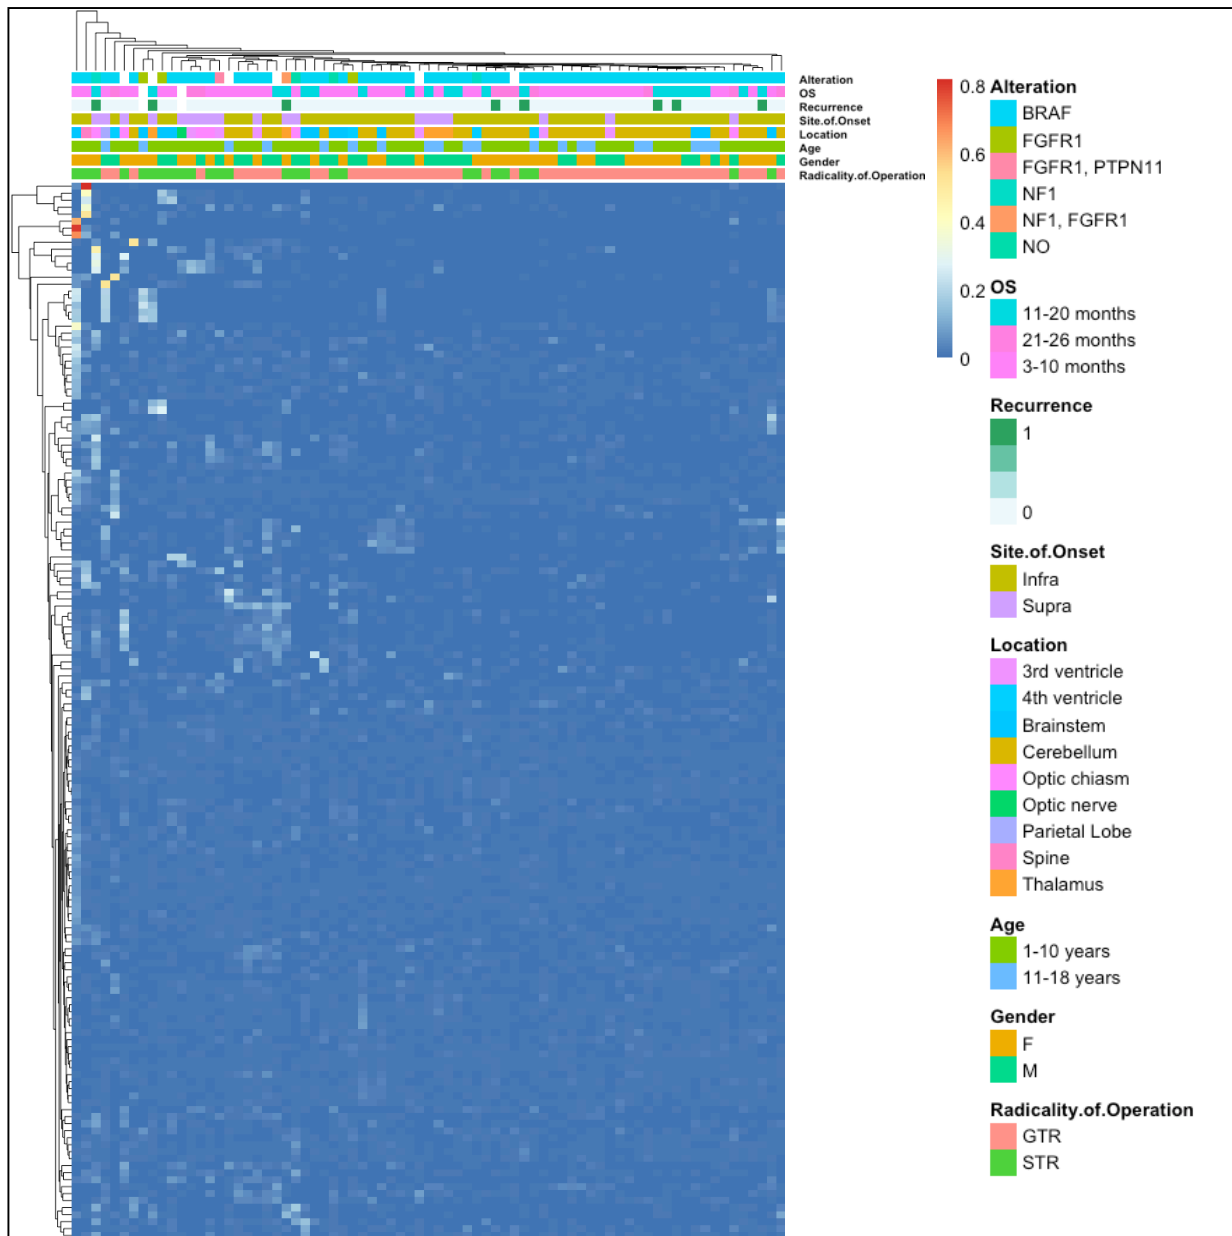 Alteration
OS
Recurrence
Site.of.Onset
Location
Age
Gender
Radicality.of.Operation
0.8
0.6
0.4
0.2
0
Alteration
BRAF
FGFR1
FGFR1, PTPN11
NF1
NF1, FGFR1
NO
OS
11-20 months
21-26 months
3-10 months
Recurrence
1
0
Site.of.Onset
Infra
Supra
Location
3rd ventricle
4th ventricle
Brainstem
Cerebellum
Optic chiasm
Optic nerve
Parietal Lobe
Spine
Thalamus
Age
1-10 years
11-18 years
Gender
F
M
Radicality.of.Operation
GTR
STR